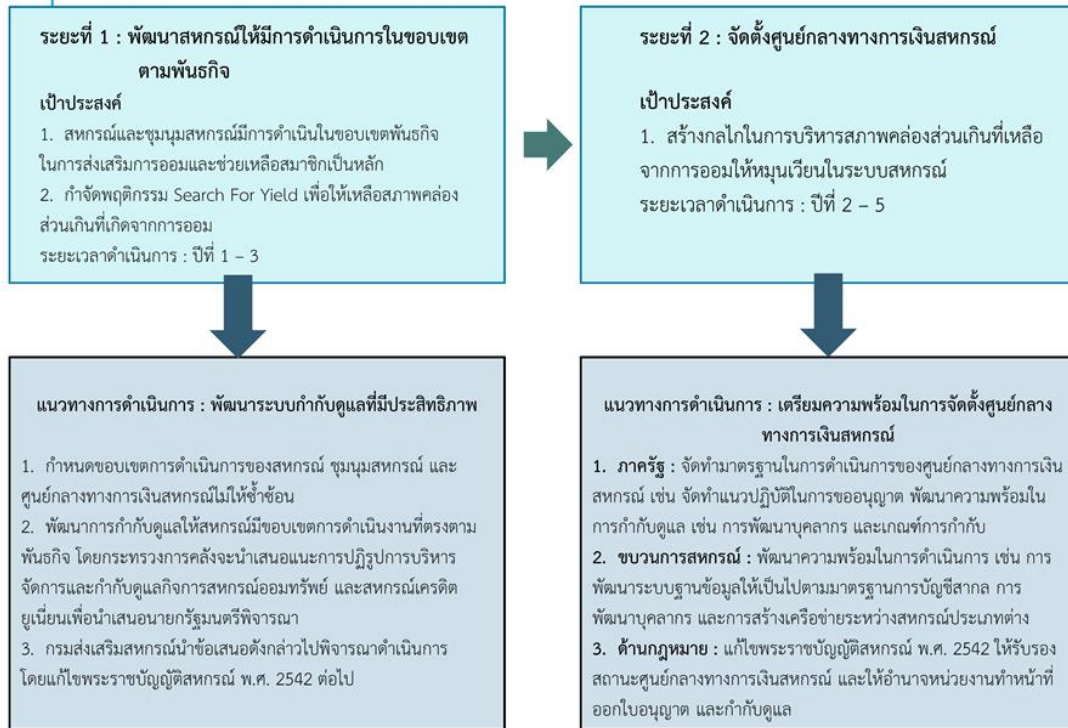 ระยะที่ 1 : พัฒนาสหกรณ์ให้มีการดำเนินการในขอบเขต
ตามพันธกิจ
เป้าประสงค์
1. สหกรณ์และชุมนุมสหกรณ์มีการดำเนินในขอบเขตพันธกิจ
ในการส่งเสริมการออมและช่วยเหลือสมาชิกเป็นหลัก
2. กำจัดพฤติกรรม Search For Yield เพื่อให้เหลือสภาพคล่อง
ส่วนเกินที่เกิดจากการออม
ระยะเวลาดำเนินการ : ปีที่ 1 – 3
ระยะที่ 2 : จัดตั้งศูนย์กลางทางการเงินสหกรณ์
เป้าประสงค์
1. สร้างกลไกในการบริหารสภาพคล่องส่วนเกินที่เหลือ
จากการออมให้หมุนเวียนในระบบสหกรณ์
ระยะเวลาดำเนินการ : ปีที่ 2 – 5
แนวทางการดำเนินการ : พัฒนาระบบกำกับดูแลที่มีประสิทธิภาพ
1. กำหนดขอบเขตการดำเนินการของสหกรณ์ ชุมนุมสหกรณ์ และ
ศูนย์กลางทางการเงินสหกรณ์ไม่ให้ซ้ำซ้อน
2. พัฒนาการกำกับดูแลให้สหกรณ์มีขอบเขตการดำเนินงานที่ตรงตาม
พันธกิจ โดยกระทรวงการคลังจะนำเสนอแนะการปฏิรูปการบริหาร
จัดการและกำกับดูแลกิจการสหกรณ์ออมทรัพย์ และสหกรณ์เครดิต
ยูเนี่ยนเพื่อนำเสนอนายกรัฐมนตรีพิจารณา
3. กรมส่งเสริมสหกรณ์นำข้อเสนอดังกล่าวไปพิจารณาดำเนินการ
โดยแก้ไขพระราชบัญญัติสหกรณ์ พ.ศ. 2542 ต่อไป
แนวทางการดำเนินการ : เตรียมความพร้อมในการจัดตั้งศูนย์กลาง
ทางการเงินสหกรณ์
1. ภาครัฐ : จัดทำมาตรฐานในการดำเนินการของศูนย์กลางทางการเงิน
สหกรณ์ เช่น จัดทำแนวปฏิบัติในการขออนุญาต พัฒนาความพร้อมใน
การกำกับดูแล เช่น การพัฒนาบุคลากร และเกณฑ์การกำกับ
2. ขบวนการสหกรณ์ : พัฒนาความพร้อมในการดำเนินการ เช่น การ
พัฒนาระบบฐานข้อมูลให้เป็นไปตามมาตรฐานการบัญชีสากล การ
พัฒนาบุคลากร และการสร้างเครือข่ายระหว่างสหกรณ์ประเภทต่าง
3. ด้านกฎหมาย : แก้ไขพระราชบัญญัติสหกรณ์ พ.ศ. 2542 ให้รับรอง
สถานะศูนย์กลางทางการเงินสหกรณ์ และให้อำนาจหน่วยงานทำหน้าที่
ออกใบอนุญาต และกำกับดูแล